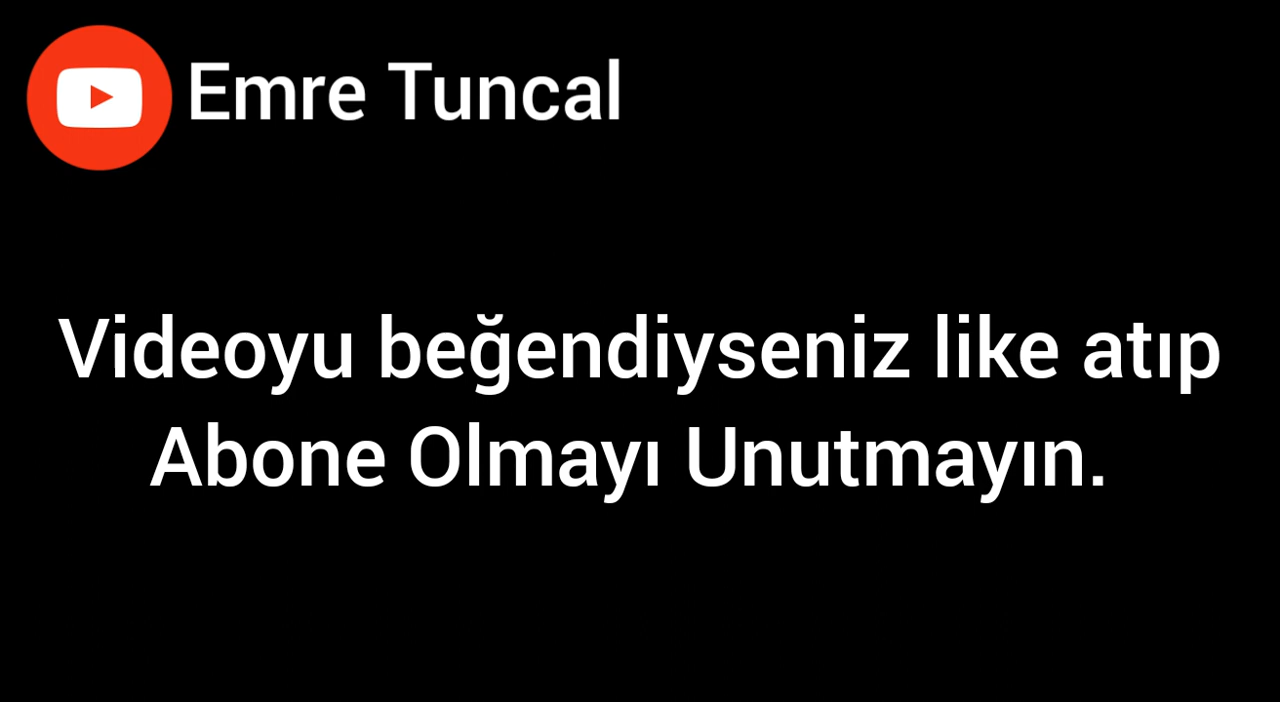 Emre Tuncal
Videoyu beğendiyseniz like atıp
Abone Olmayı Unutmayın.